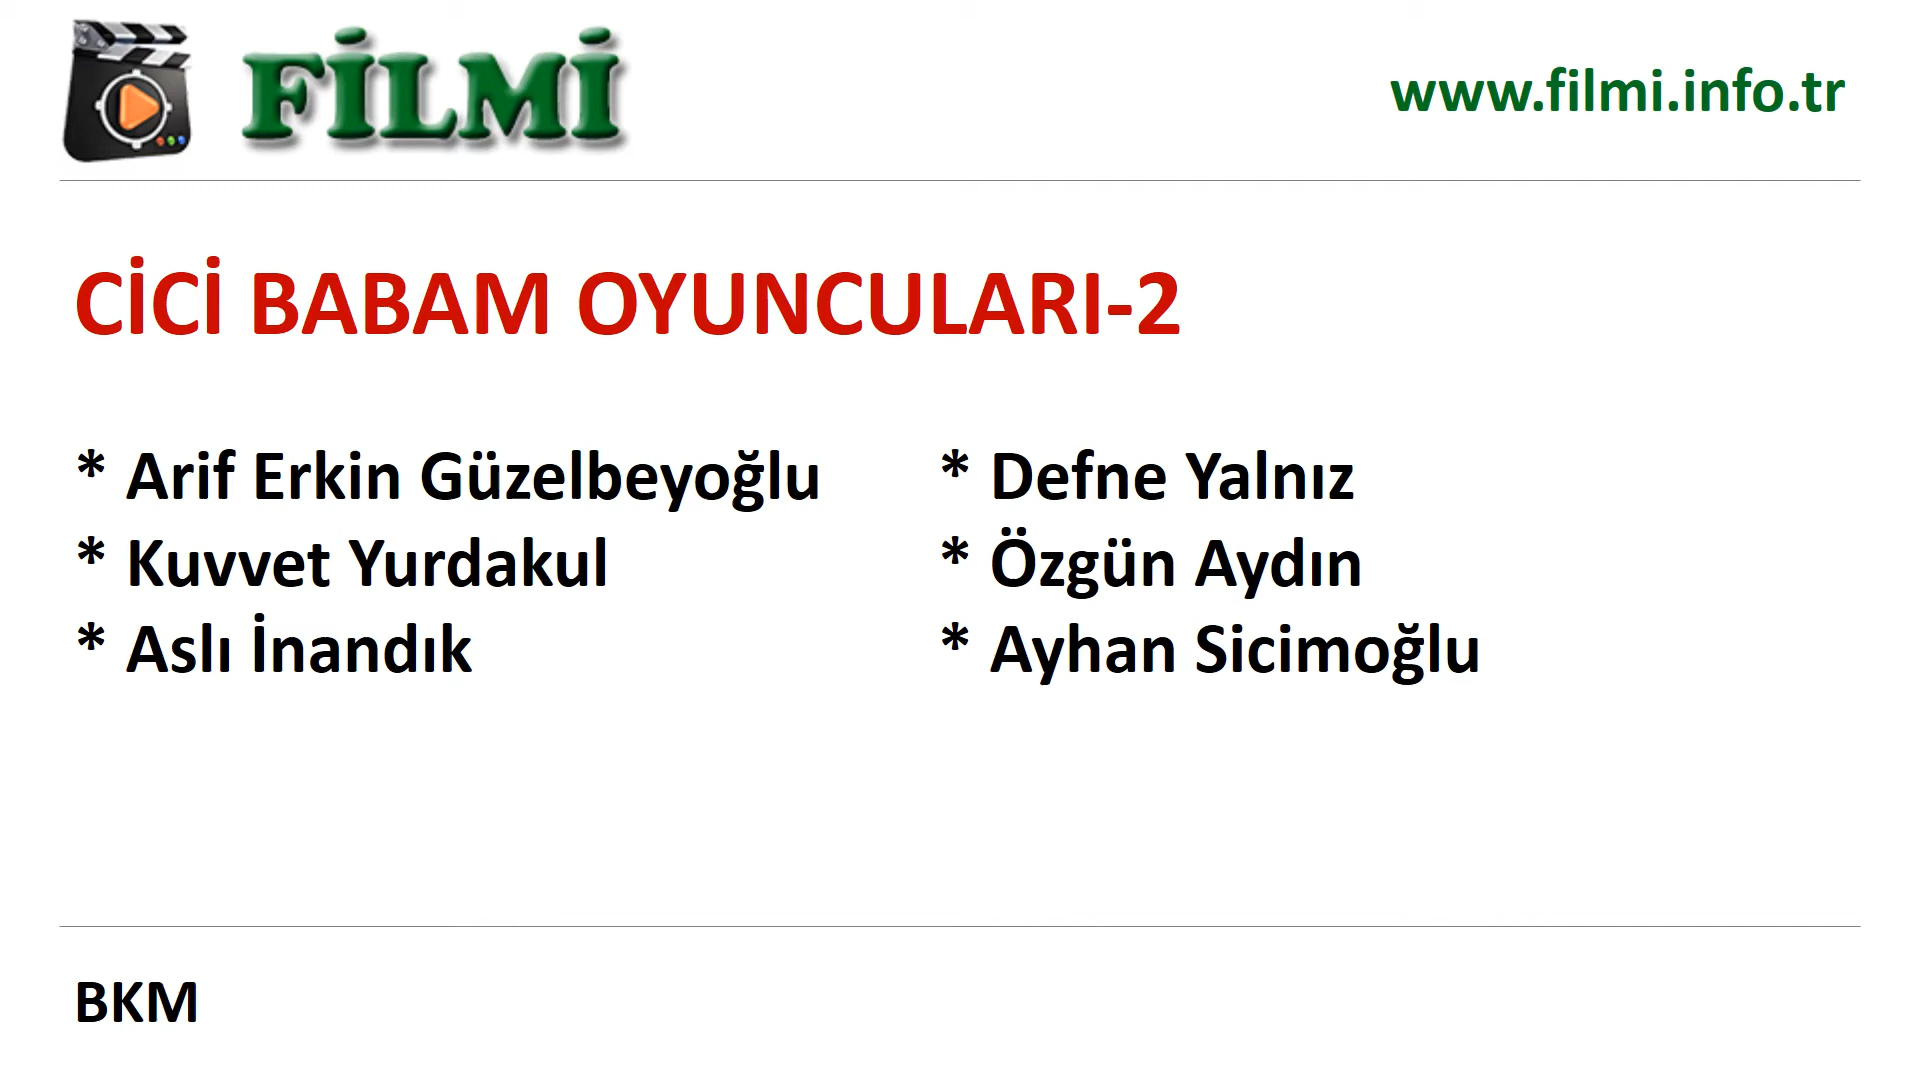 FİLMİ
www.filmi.info.tr
CİCİ BABAM OYUNCULARI-2
* Arif Erkin Güzelbeyoğlu
* Kuvvet Yurdakul
* Aslı İnandık
* Defne Yalnız
* Özgün Aydın
* Ayhan Sicimoğlu
BKM